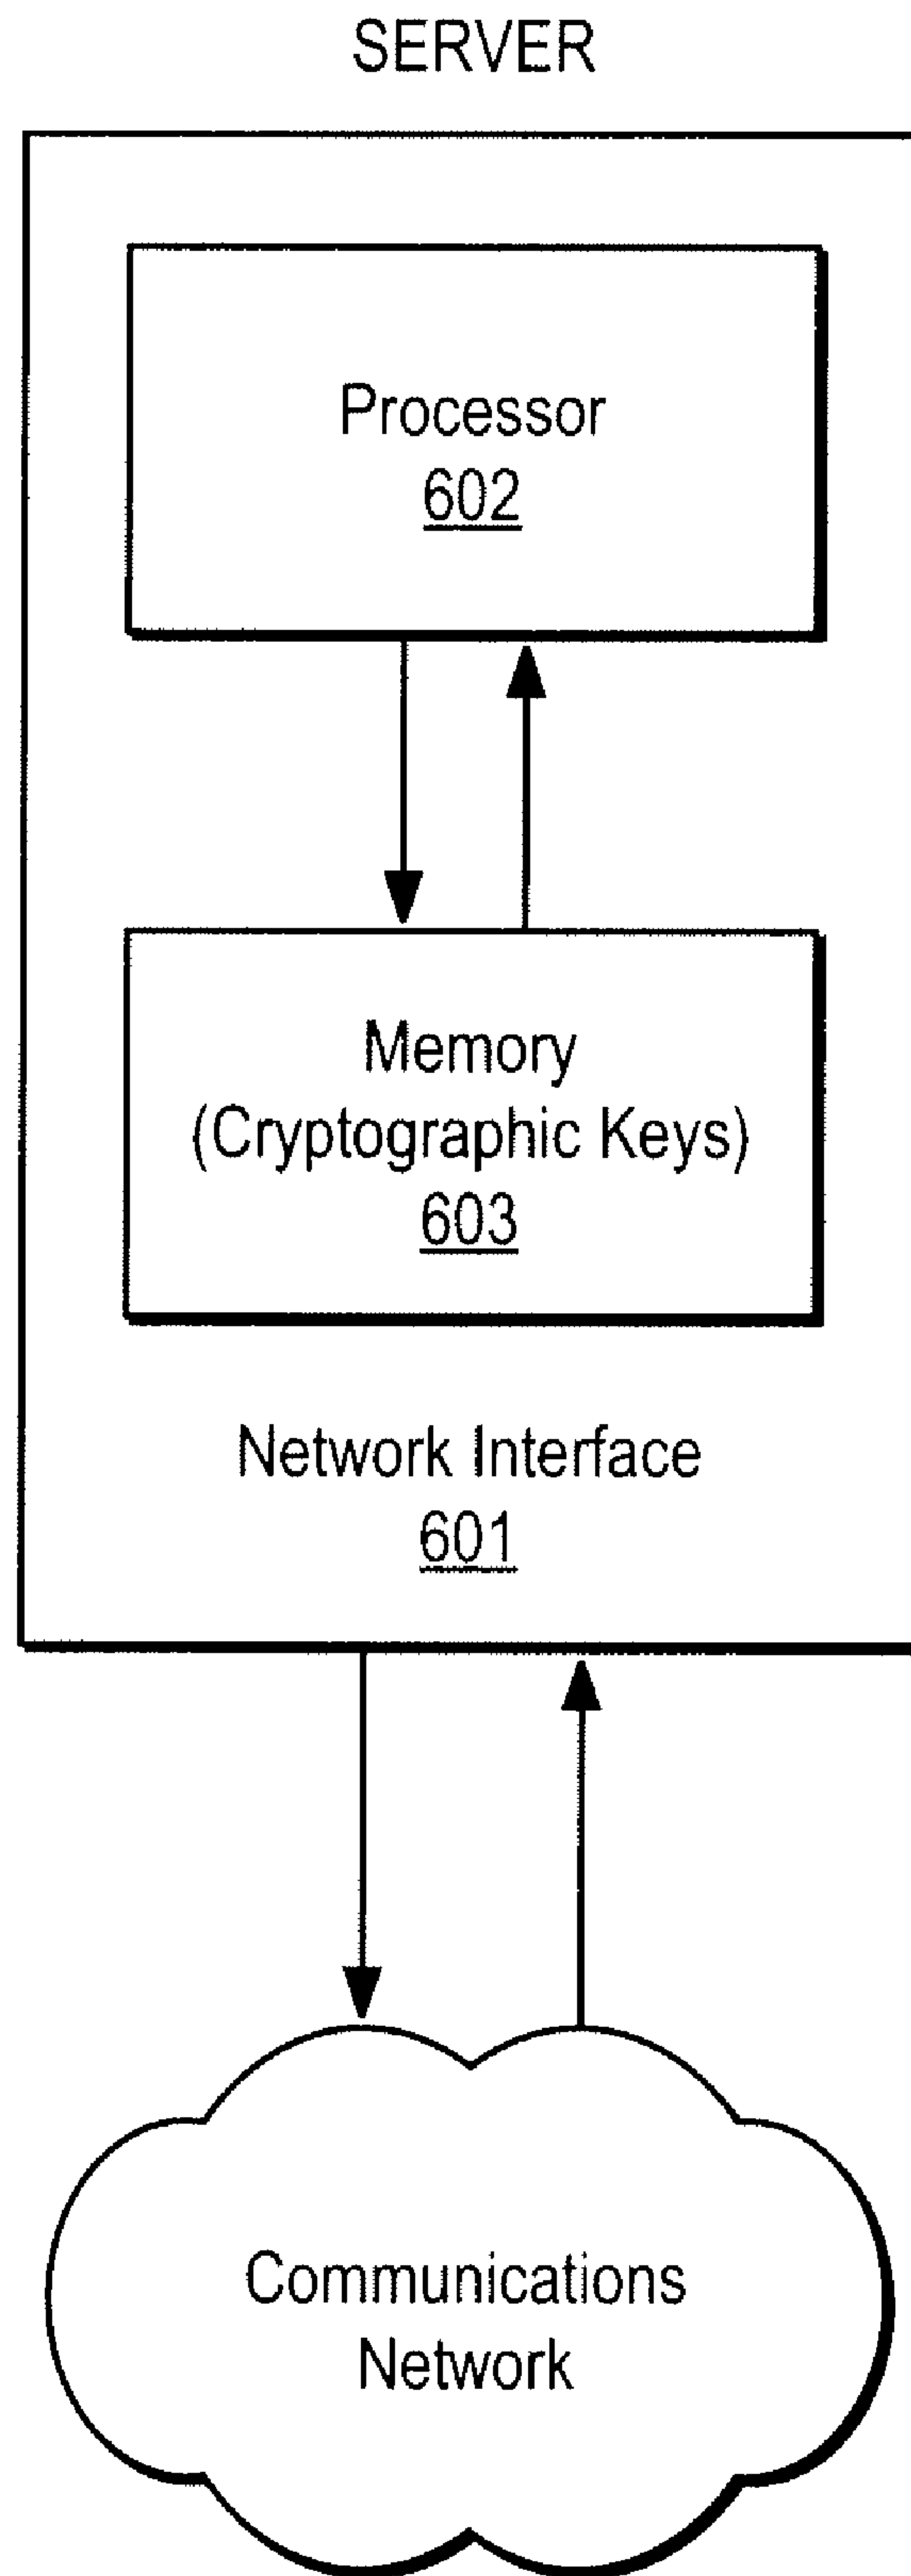 SERVER
Processor
602
Memory
(Cryptographic Keys)
603
Network Interface
601
Communications
Network